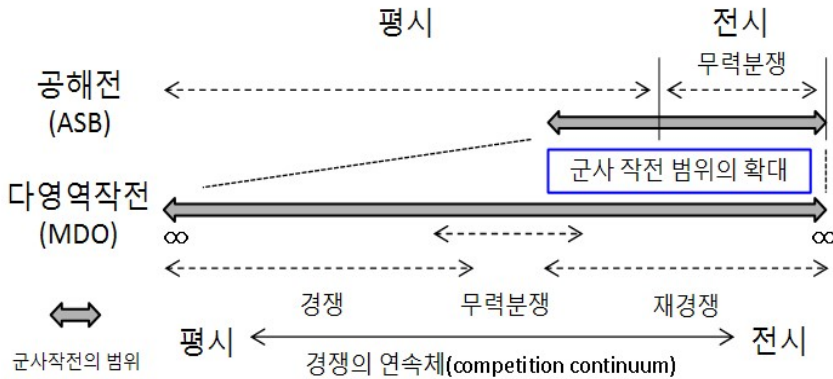 평시 전시
무력분쟁
공해전
(ASB)
군사 작전 범위의 확대
다영역작전
(MDO)
∞ ∞
경쟁 무력분쟁 재경쟁
평시 전시
군사작전의 범위
경쟁의 연속체(competition continuum)